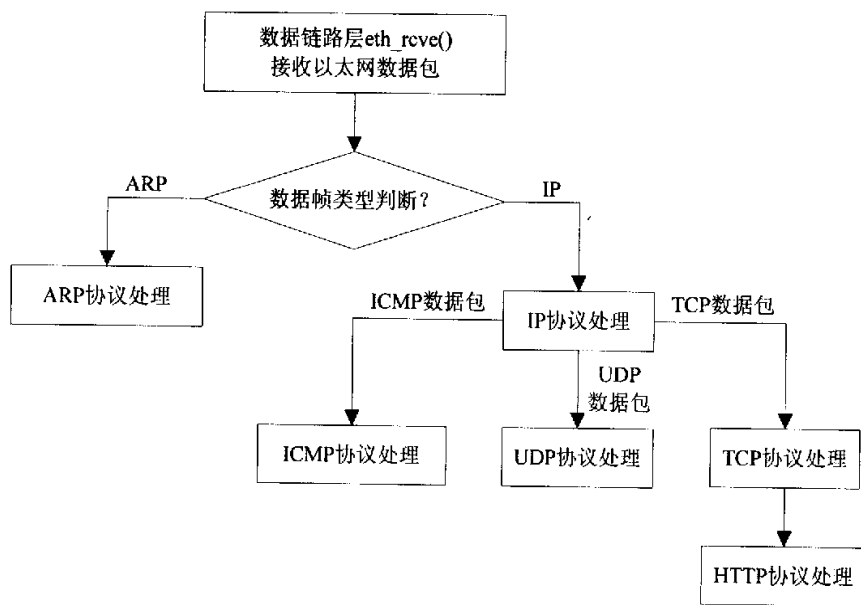 数据链路层eth_rcve()
接收以太网数据包
ARP
数据帧类型判断？
IP
ARP协议处理
ICMP数据包
IP协议处理
TCP数据包
UDP
数据包
ICMP协议处理
UDP协议处理
TCP协议处理
HTTP协议处理